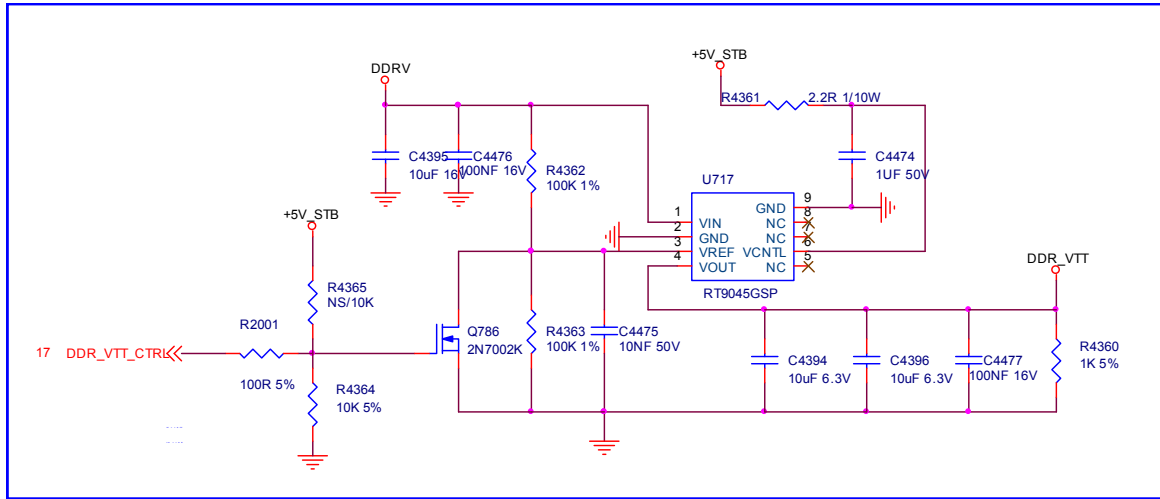 +5V_STB
DDRV
R4361
2.2R 1/10W
C4395
10uF 16V
C4476
100NF 16V
R4362
100K 1%
C4474
1UF 50V
U717
+5V_STB
1
2
3
4
VIN
GND
VREF
VOUT
GND
NC
NC
VCNTL
NC
9
8
7
6
5
RT9045GSP
DDR_VTT
R4365
NS/10K
R2001
17 DDR_VTT_CTRL
100R 5%
R4364
10K 5%
Q786
2N7002K
R4363
100K 1%
C4475
10NF 50V
C4394
10uF 6.3V
C4396
10uF 6.3V
C4477
100NF 16V
R4360
1K 5%